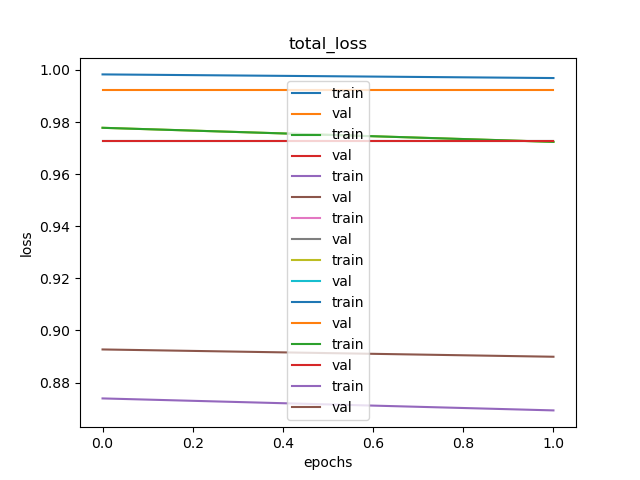 total_loss
1.00
0.98
0.96
0.94
0.92
0.90
0.88
loss
train
val
train
val
train
val
train
val
train
val
train
val
train
val
train
val
0.0 0.2 0.4 0.6 0.8 1.0
epochs